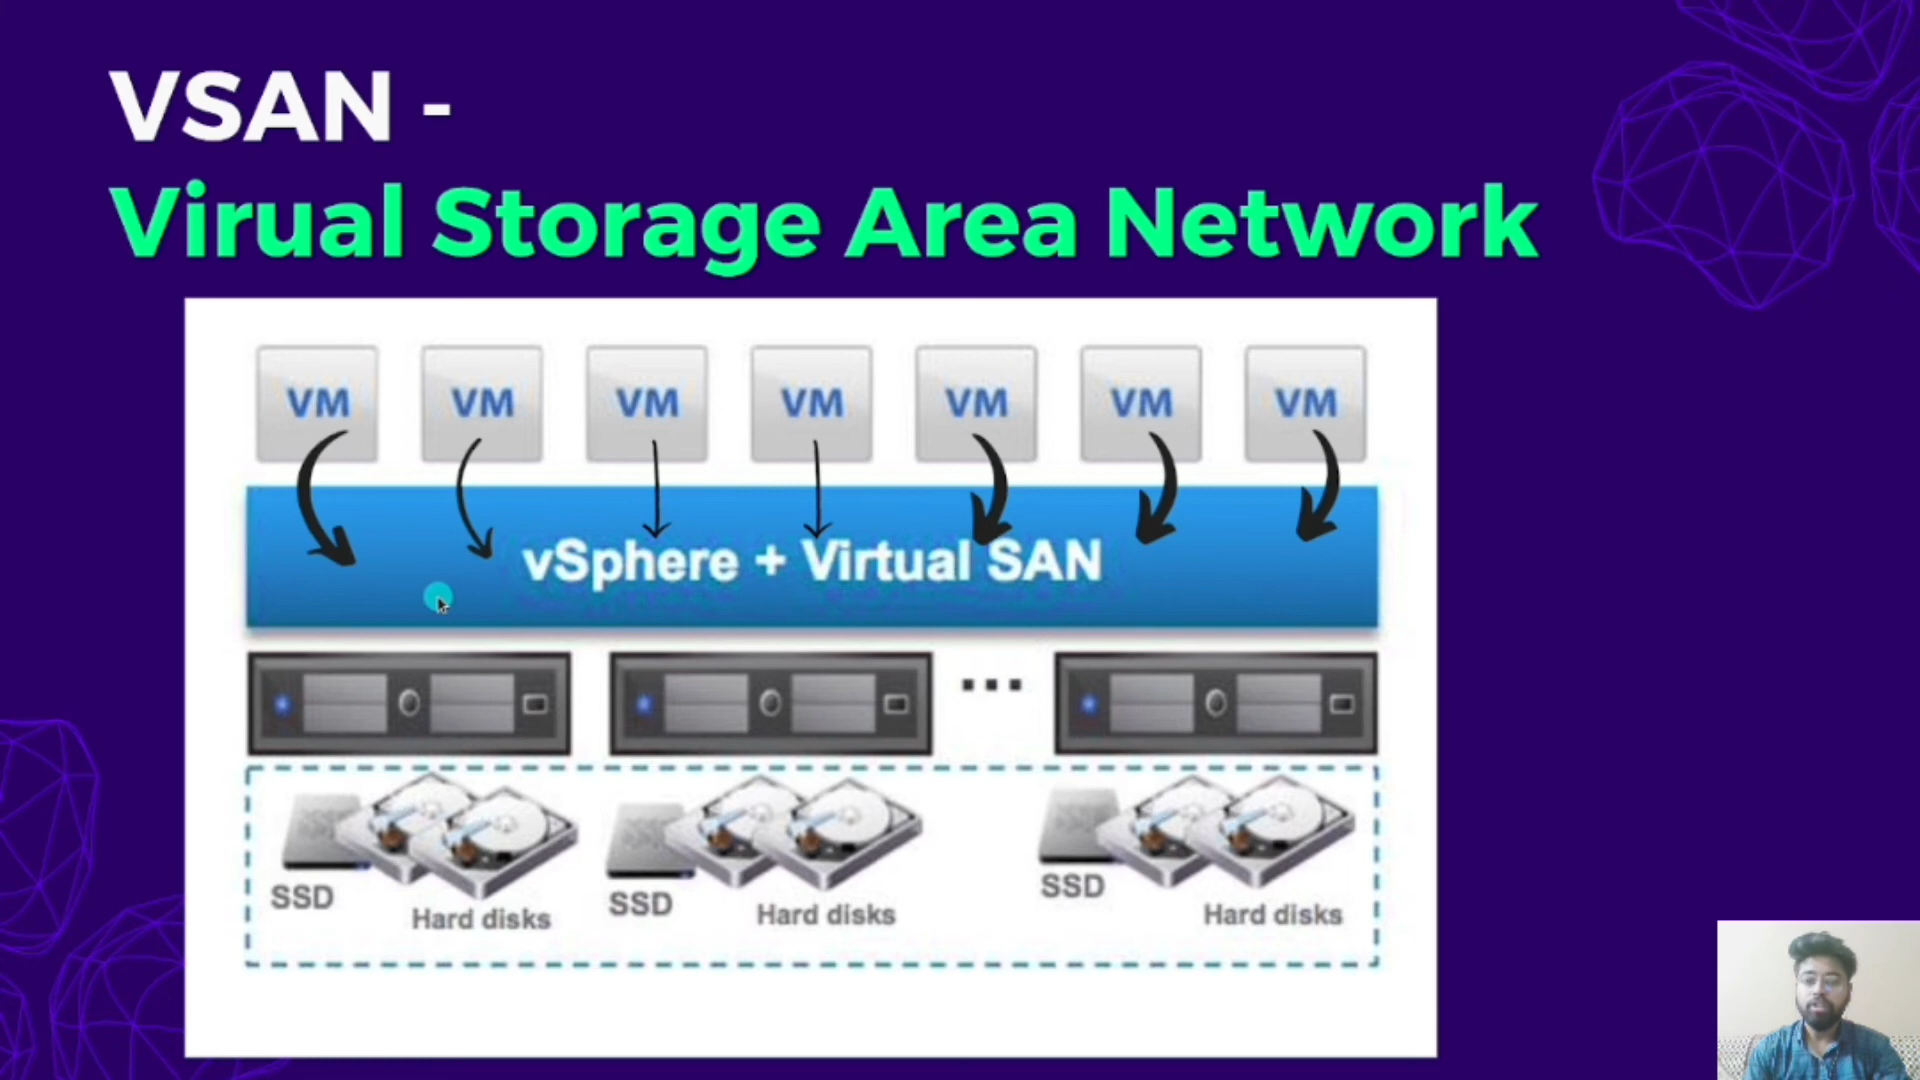 VSAN -
Virual Storage Area Network
VM VM VM VM VM VM VM
vSphere + Virtual SAN
...
SSD Hard disks SSD Hard disks SSD Hard disks